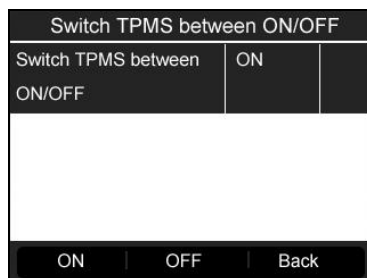 Switch TPMS between ON/OFF
Switch TPMS between ON
ON/OFF
ON OFF Back